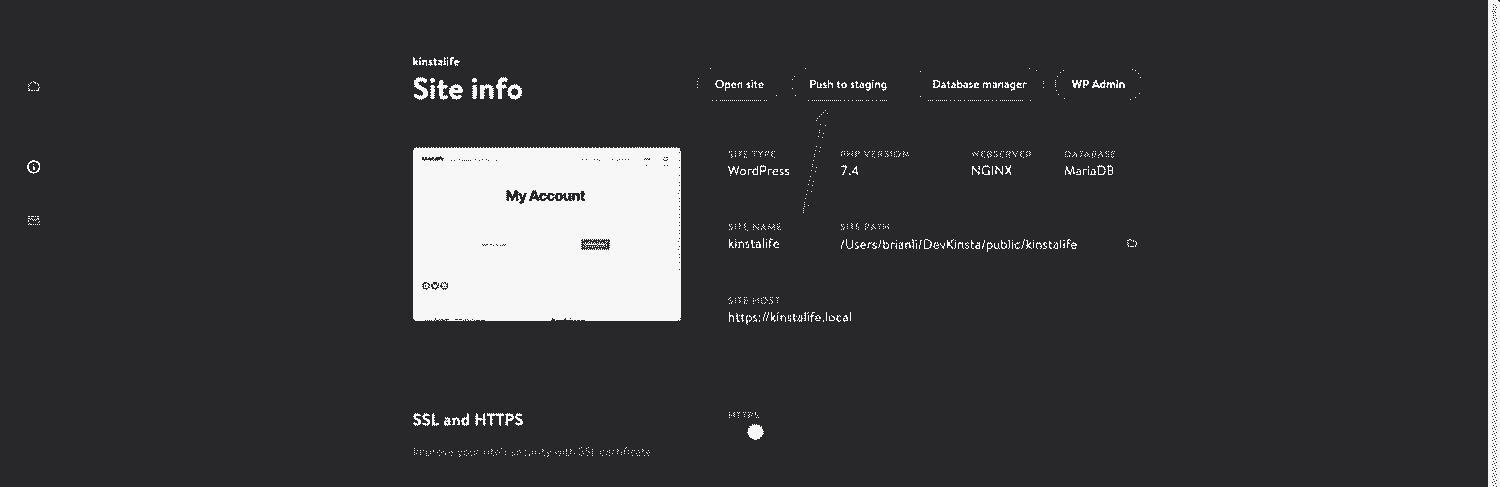 kinstalife
Site info
Open site
Push to staging
Database manager
WP Admin
My Account
SITE TYPE
PHP VERSION
WEBSERVER
DATABASE
WordPress
7.4
NGINX
MariaDB
SITE NAME
SITE PATH
kinstalife
/Users/brianli/DevKinsta/public/kinstalife
SITE HOST
https://kinstalife.local
SSL and HTTPS
HTTPS
Improve your site's security with SSL certificate